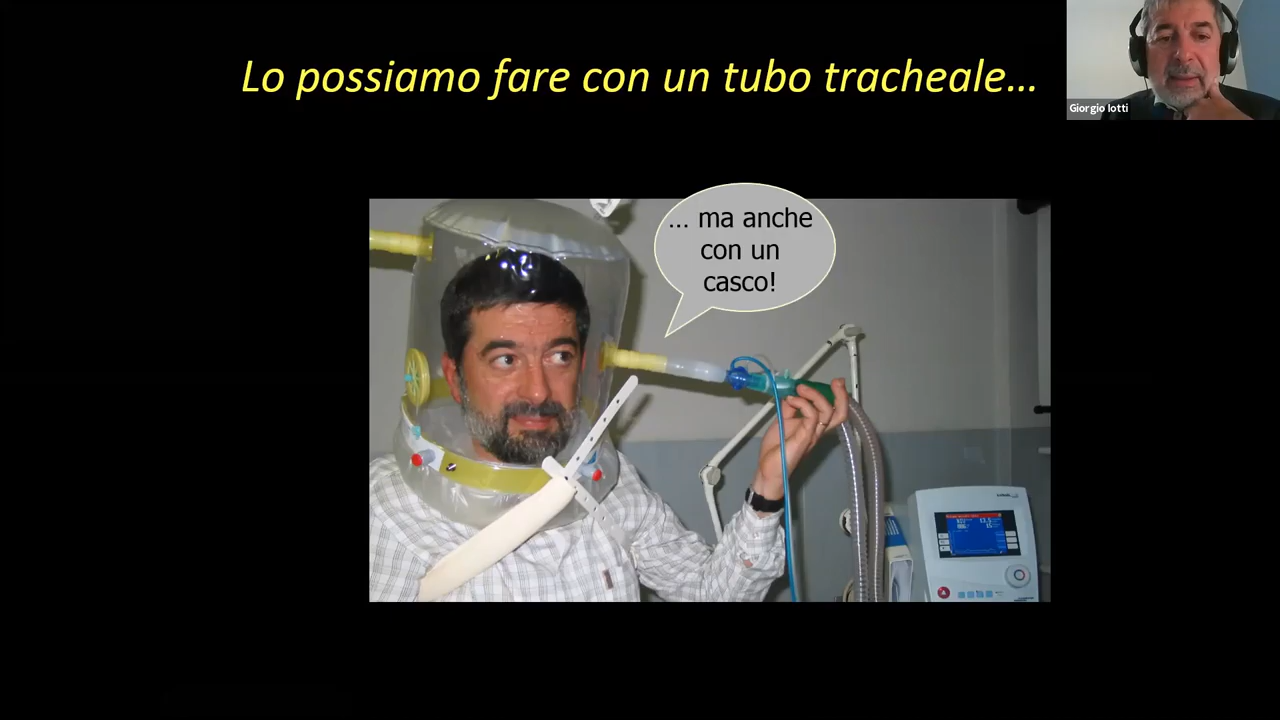 Lo possiamo fare con un tubo tracheale…
Giorgio Iotti
… ma anche
con un
casco!